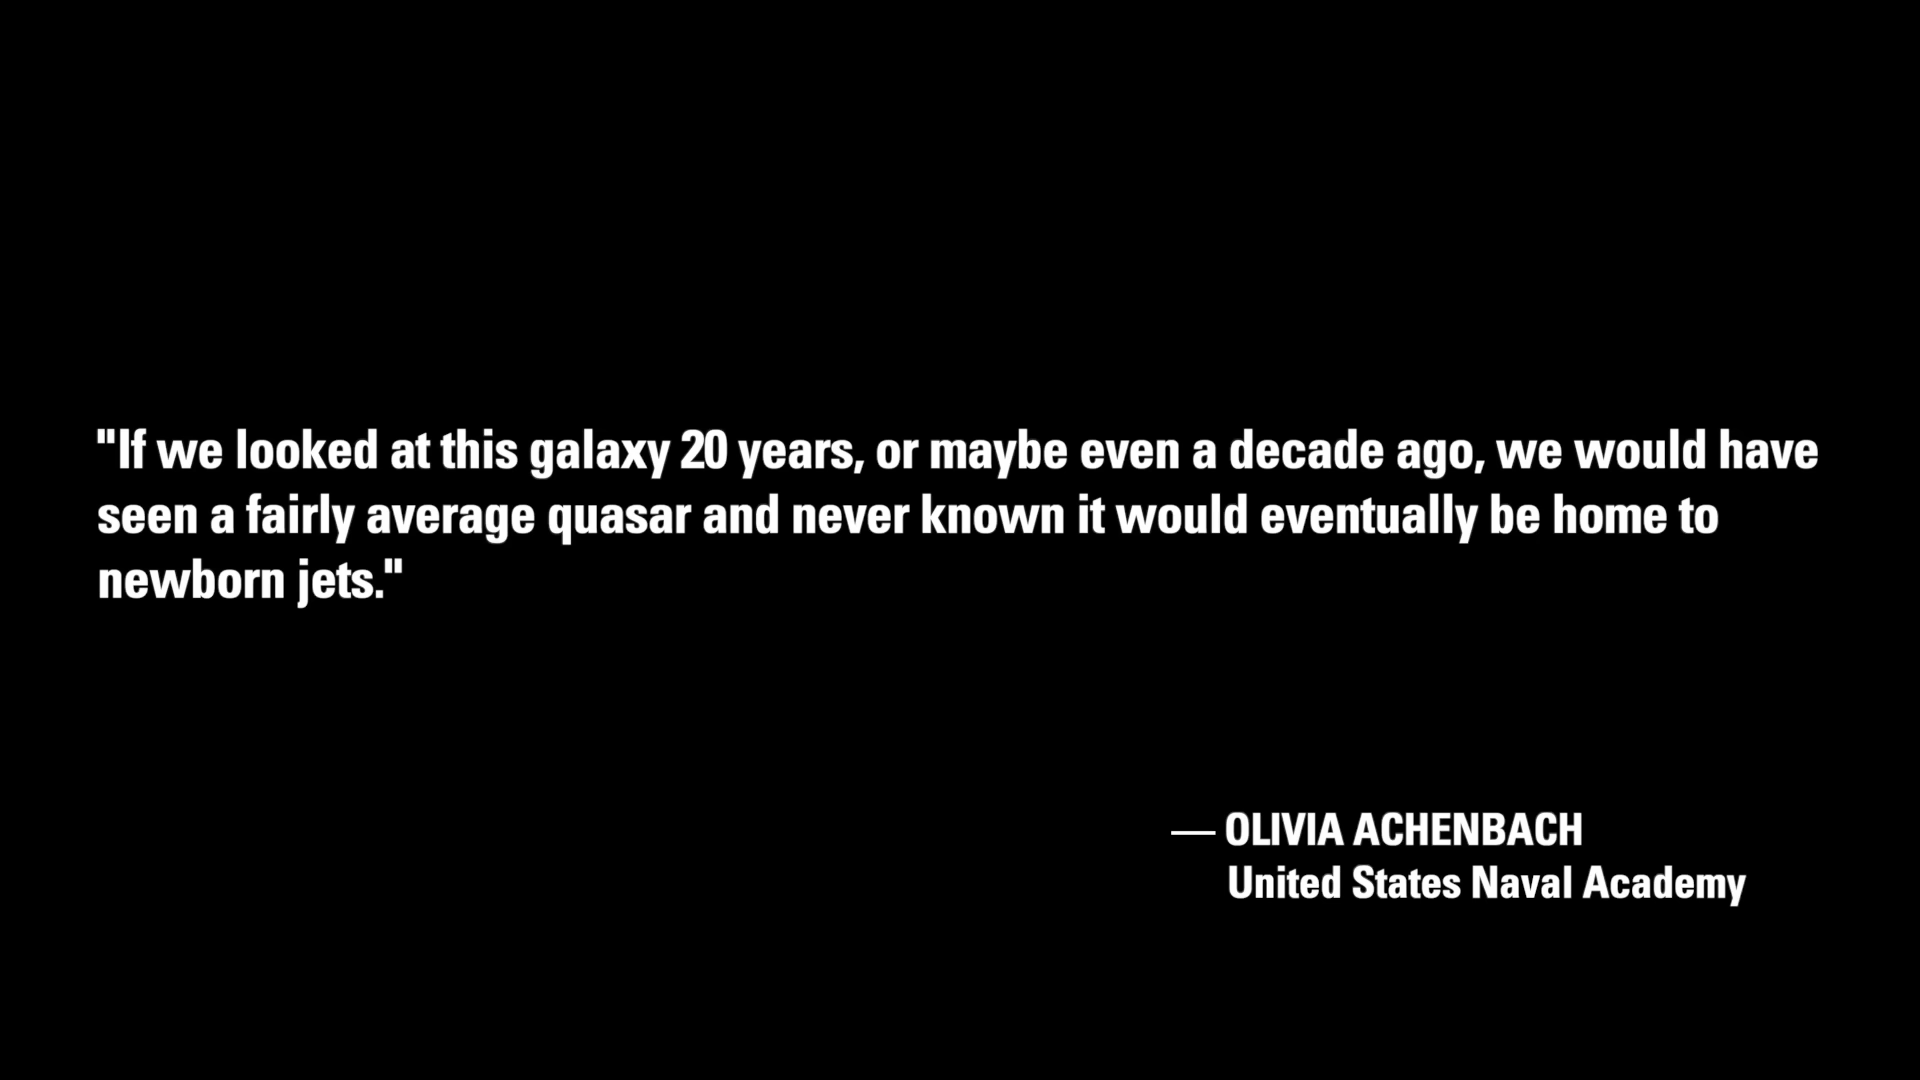 "If we looked at this galaxy 20 years, or maybe even a decade ago, we would have
seen a fairly average quasar and never known it would eventually be home to
newborn jets."
— OLIVIA ACHENBACH
United States Naval Academy